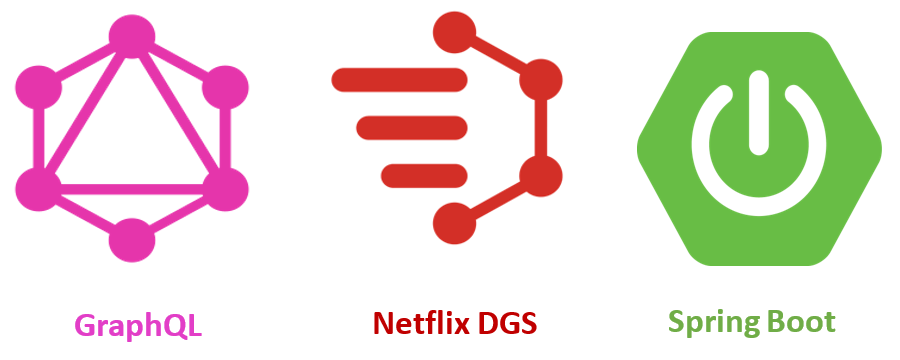 GraphQL
Netflix DGS
Spring Boot